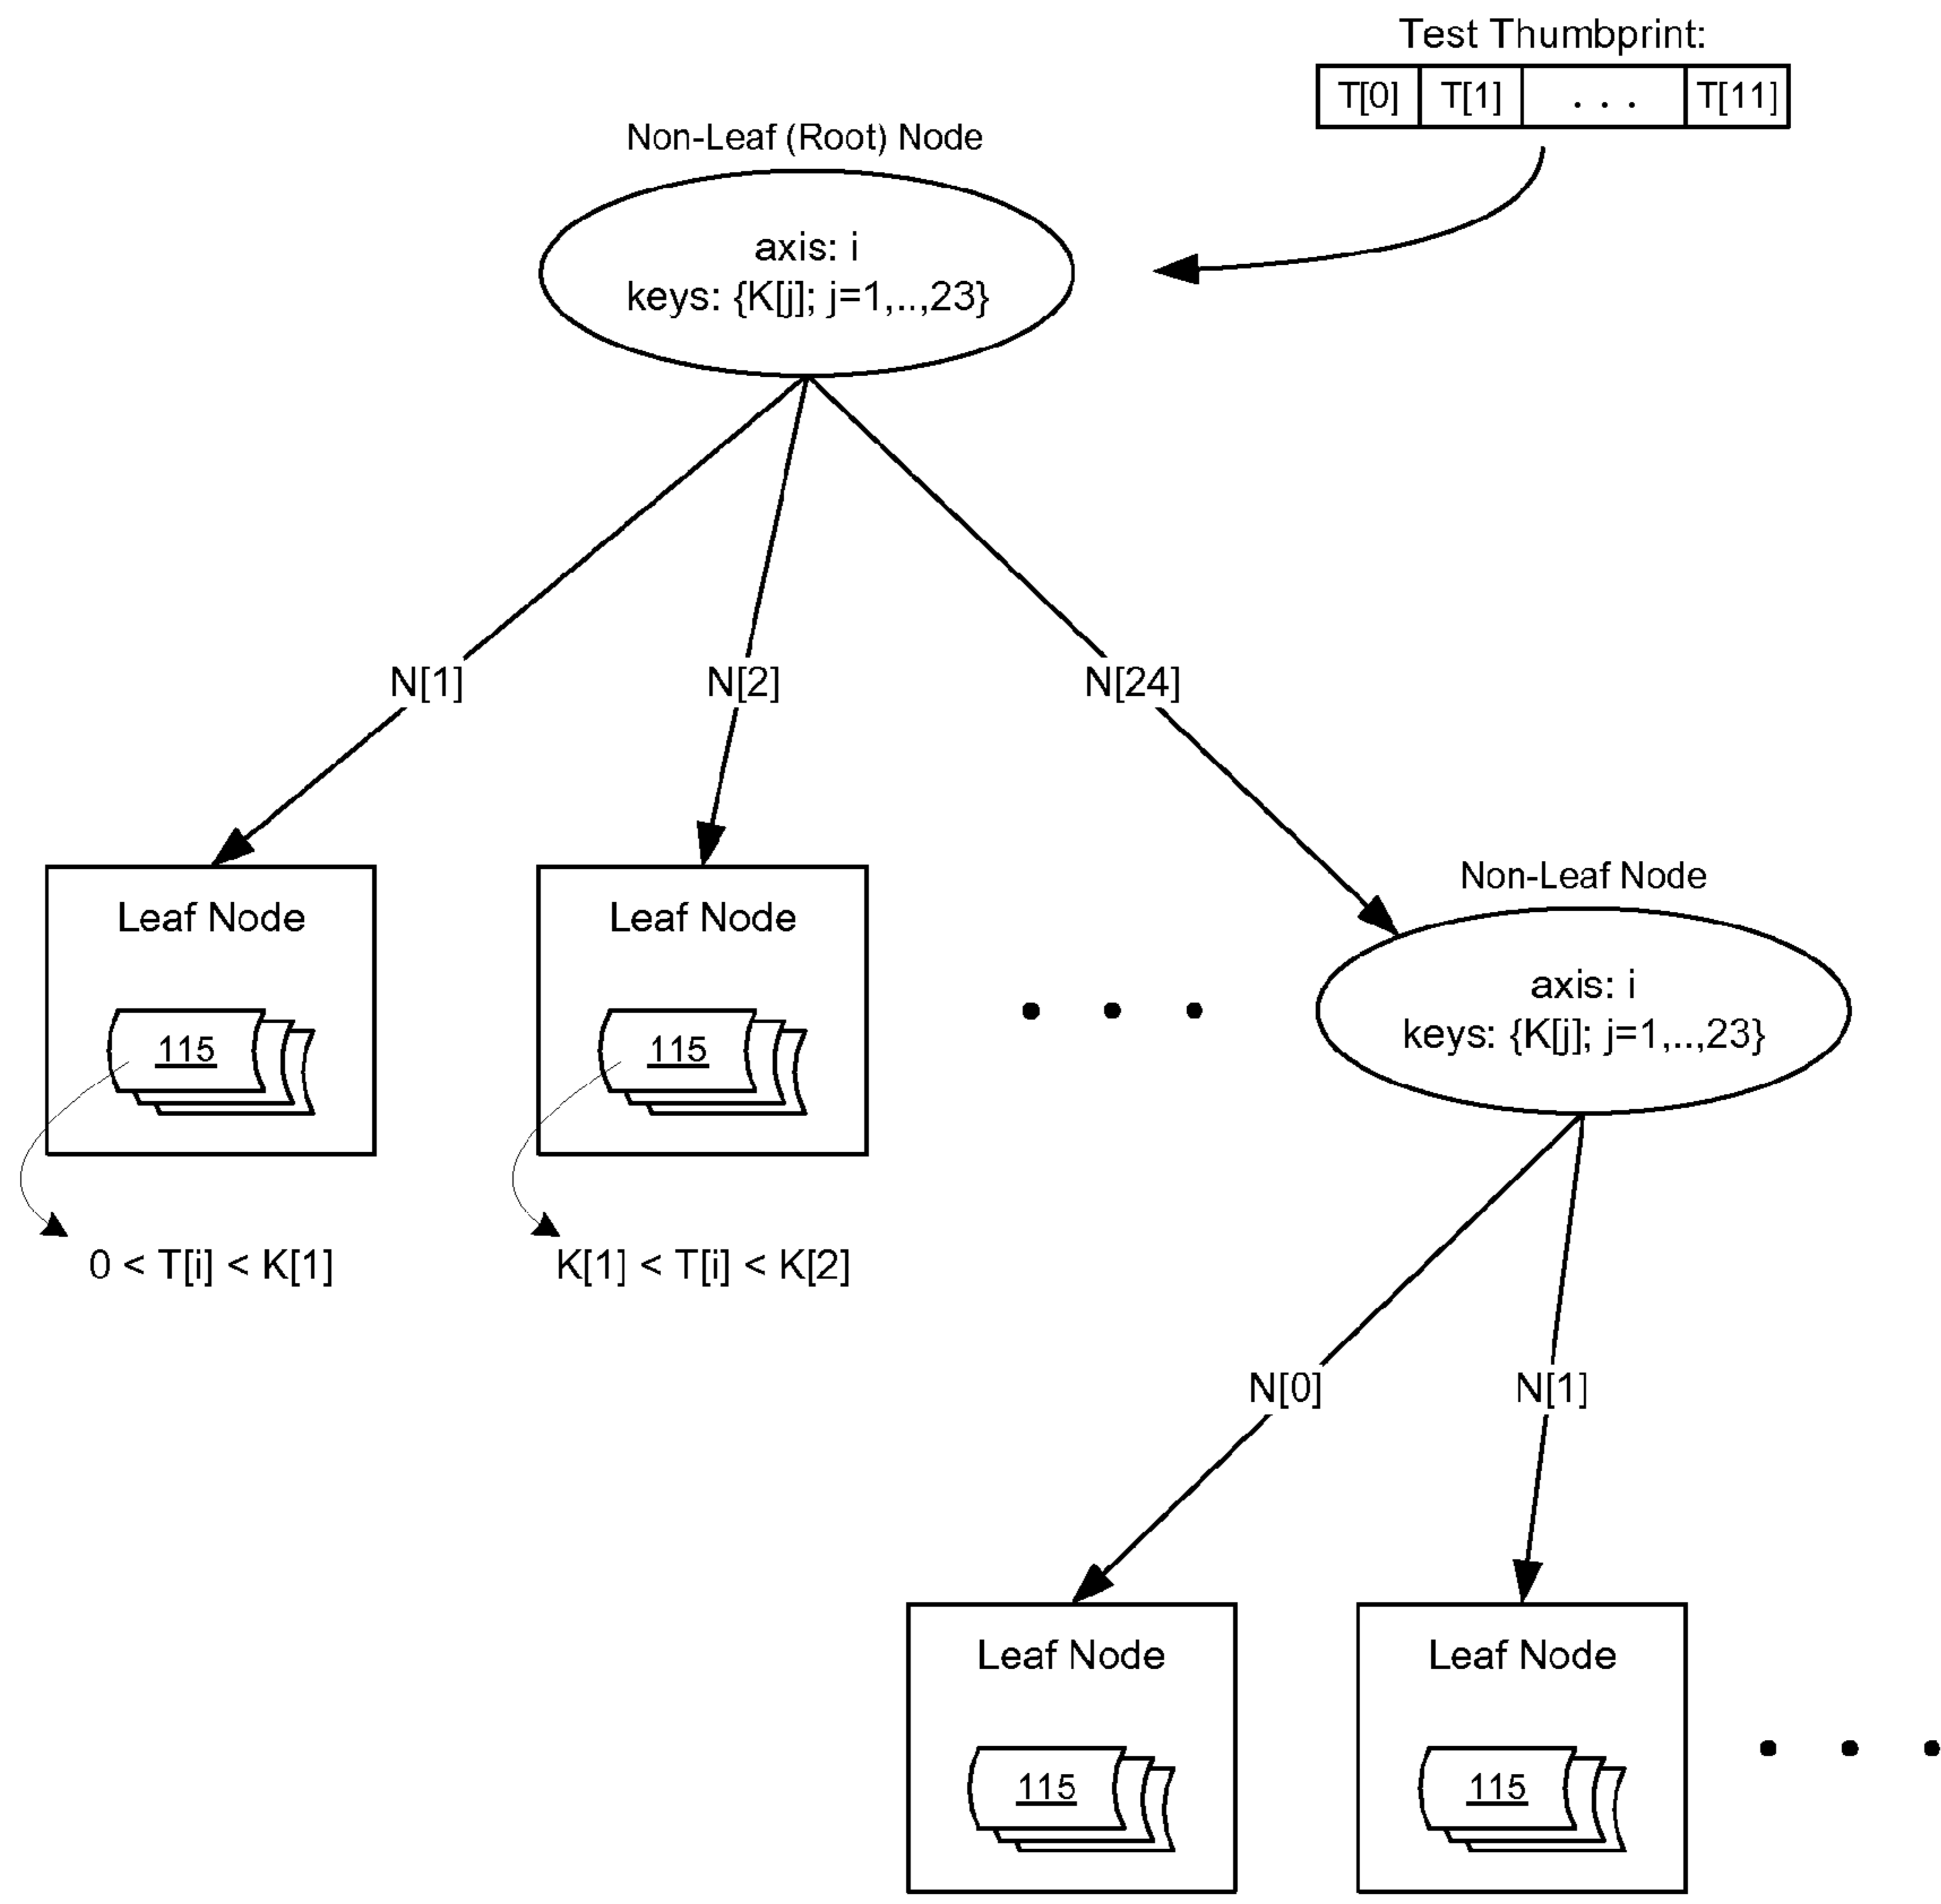 Test Thumbprint:
T[0] T[1] . . . T[11]
Non-Leaf (Root) Node
axis: i
keys: {K[j]; j=1,..,23}
N[1] N[2] N[24]
Leaf Node
115
0 < T[i] < K[1]
Leaf Node
115
K[1] < T[i] < K[2]
Non-Leaf Node
axis: i
keys: {K[j]; j=1,..,23}
N[0] N[1]
Leaf Node
115
Leaf Node
115